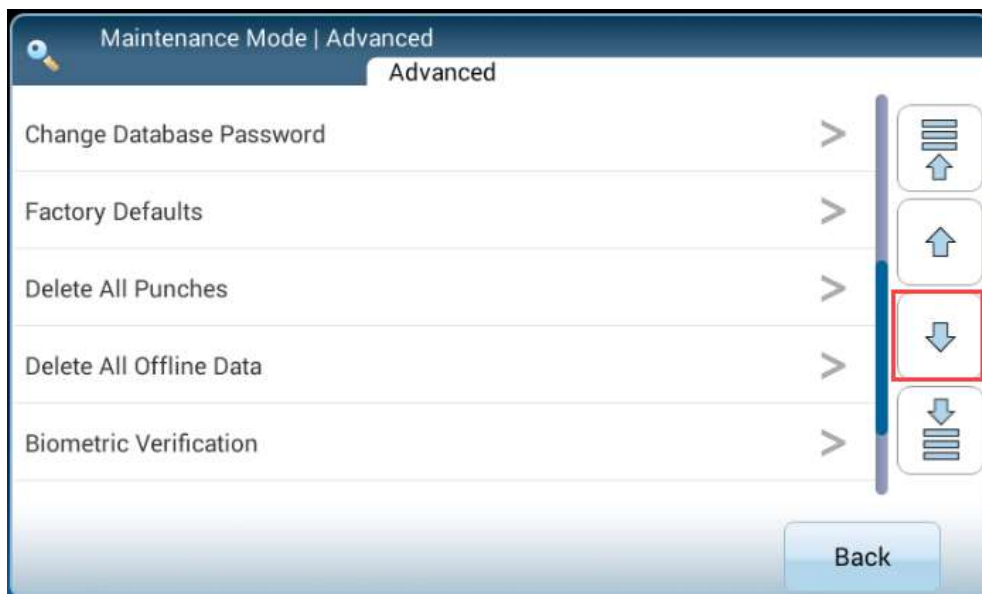 Maintenance Mode | Advanced
Advanced
Change Database Password
Factory Defaults
Delete All Punches
Delete All Offline Data
Biometric Verification
Back